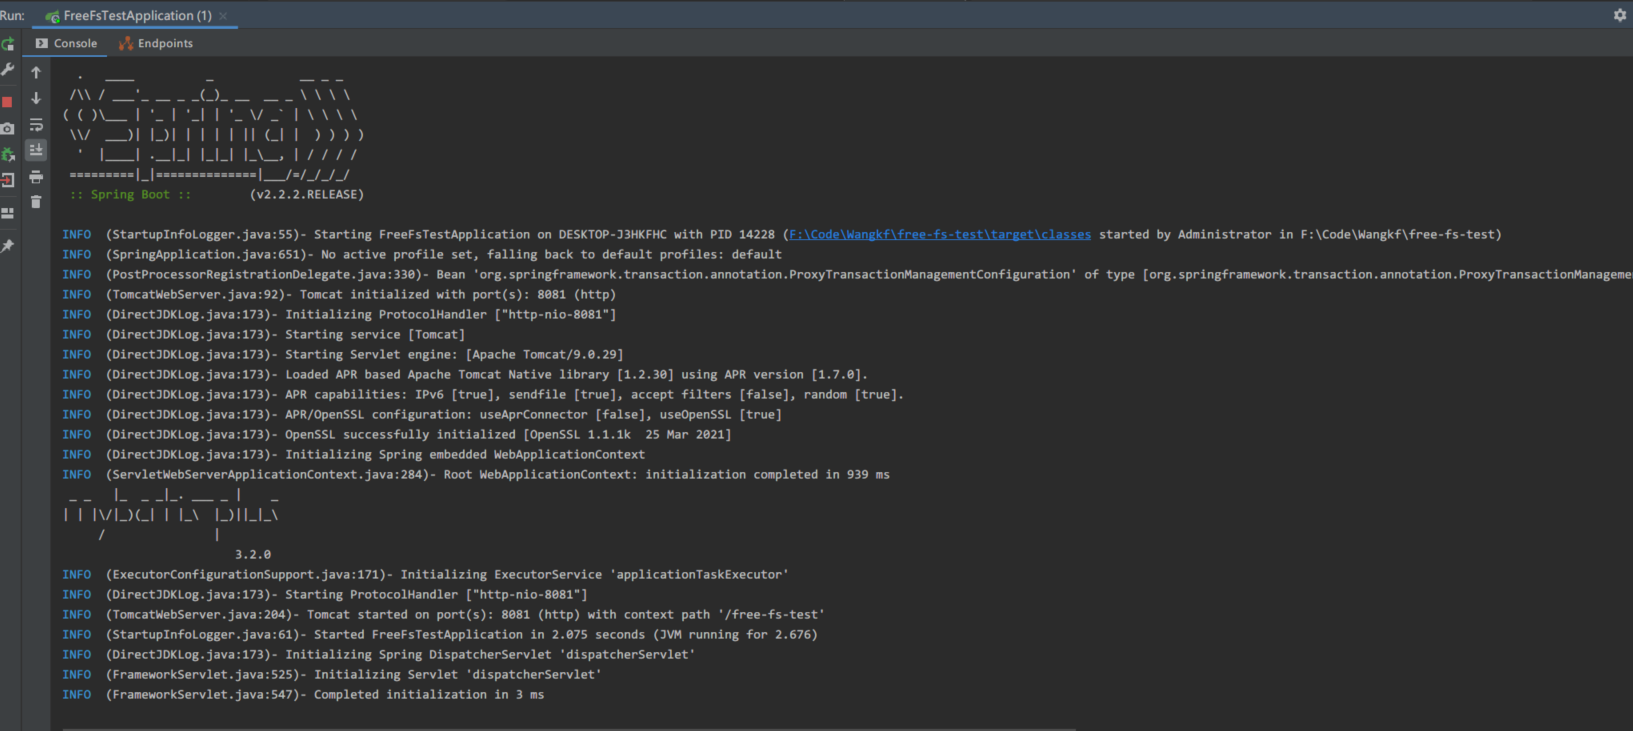 Run: FreeFsTestApplication (1) ×
Console Endpoints
  .   ____          _            __ _ _
 /\\ / ___'_ __ _ _(_)_ __  __ _ \ \ \ \
( ( )\___ | '_ | '_| | '_ \/ _` | \ \ \ \
 \\/  ___)| |_)| | | | | || (_| |  ) ) ) )
  '  |____| .__|_| |_|_| |_\__, | / / / /
 =========|_|==============|___/=/_/_/_/
 :: Spring Boot ::        (v2.2.2.RELEASE)
INFO  (StartupInfoLogger.java:55)- Starting FreeFsTestApplication on DESKTOP-J3HKFHC with PID 14228 (F:\Code\Wangkf\free-fs-test\target\classes started by Administrator in F:\Code\Wangkf\free-fs-test)
INFO  (SpringApplication.java:651)- No active profile set, falling back to default profiles: default
INFO  (PostProcessorRegistrationDelegate.java:330)- Bean 'org.springframework.transaction.annotation.ProxyTransactionManagementConfiguration' of type [org.springframework.transaction.annotation.ProxyTransactionManageme
INFO  (TomcatWebServer.java:92)- Tomcat initialized with port(s): 8081 (http)
INFO  (DirectJDKLog.java:173)- Initializing ProtocolHandler ["http-nio-8081"]
INFO  (DirectJDKLog.java:173)- Starting service [Tomcat]
INFO  (DirectJDKLog.java:173)- Starting Servlet engine: [Apache Tomcat/9.0.29]
INFO  (DirectJDKLog.java:173)- Loaded APR based Apache Tomcat Native library [1.2.30] using APR version [1.7.0].
INFO  (DirectJDKLog.java:173)- APR capabilities: IPv6 [true], sendfile [true], accept filters [false], random [true].
INFO  (DirectJDKLog.java:173)- APR/OpenSSL configuration: useAprConnector [false], useOpenSSL [true]
INFO  (DirectJDKLog.java:173)- OpenSSL successfully initialized [OpenSSL 1.1.1k  25 Mar 2021]
INFO  (DirectJDKLog.java:173)- Initializing Spring embedded WebApplicationContext
INFO  (ServletWebServerApplicationContext.java:284)- Root WebApplicationContext: initialization completed in 939 ms
 _ _   |_  _ _|_. ___ _ |    _
| | |\/|_)(_| | |_\  |_)||_|_\
     /               |
                        3.2.0
INFO  (ExecutorConfigurationSupport.java:171)- Initializing ExecutorService 'applicationTaskExecutor'
INFO  (DirectJDKLog.java:173)- Starting ProtocolHandler ["http-nio-8081"]
INFO  (TomcatWebServer.java:204)- Tomcat started on port(s): 8081 (http) with context path '/free-fs-test'
INFO  (StartupInfoLogger.java:61)- Started FreeFsTestApplication in 2.075 seconds (JVM running for 2.676)
INFO  (DirectJDKLog.java:173)- Initializing Spring DispatcherServlet 'dispatcherServlet'
INFO  (FrameworkServlet.java:525)- Initializing Servlet 'dispatcherServlet'
INFO  (FrameworkServlet.java:547)- Completed initialization in 3 ms